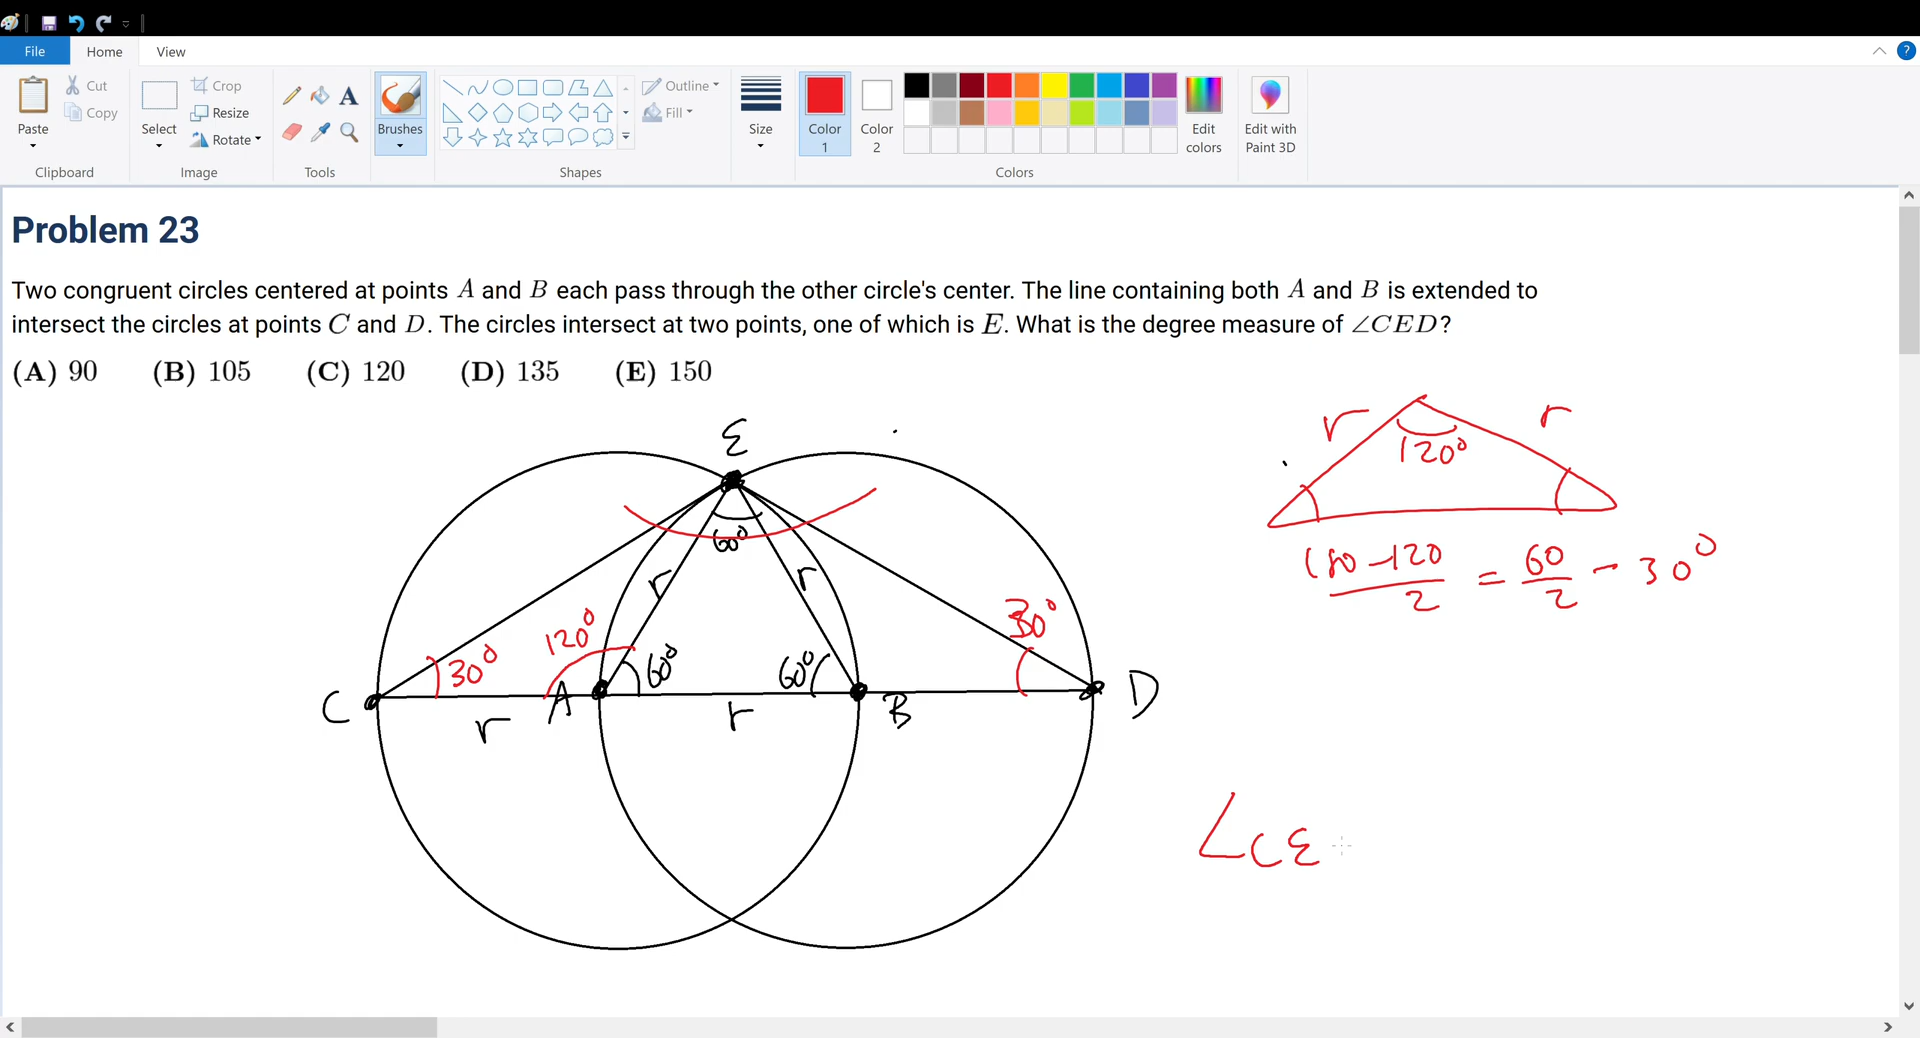 File Home View
Paste Cut Copy Clipboard
Select Crop Resize Rotate Image
A Tools
Brushes
Outline Fill Shapes
Size
Color 1 Color 2 Edit colors Colors
Edit with Paint 3D
?
Problem 23
Two congruent circles centered at points A and B each pass through the other circle's center. The line containing both A and B is extended to
intersect the circles at points C and D. The circles intersect at two points, one of which is E. What is the degree measure of ∠CED?
(A) 90 (B) 105 (C) 120 (D) 135 (E) 150
E
60°
r r
120°
30° 60° 60° 30°
C A B D
r r
r r
120°
180-120/2 = 60/2 - 30°
∠CE